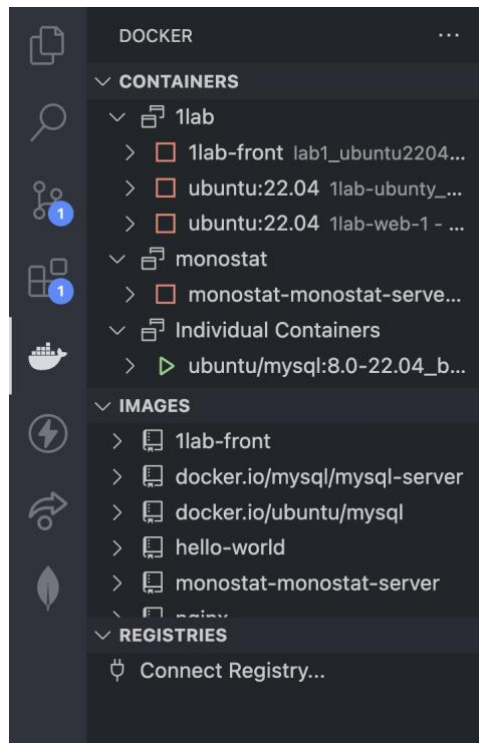 DOCKER
CONTAINERS
1lab
1lab-front lab1_ubuntu2204...
ubuntu:22.04 1lab-ubunty_...
ubuntu:22.04 1lab-web-1 - ...
monostat
monostat-monostat-serve...
Individual Containers
ubuntu/mysql:8.0-22.04_b...
1
1
IMAGES
1lab-front
docker.io/mysql/mysql-server
docker.io/ubuntu/mysql
hello-world
monostat-monostat-server
nginx
REGISTRIES
Connect Registry...